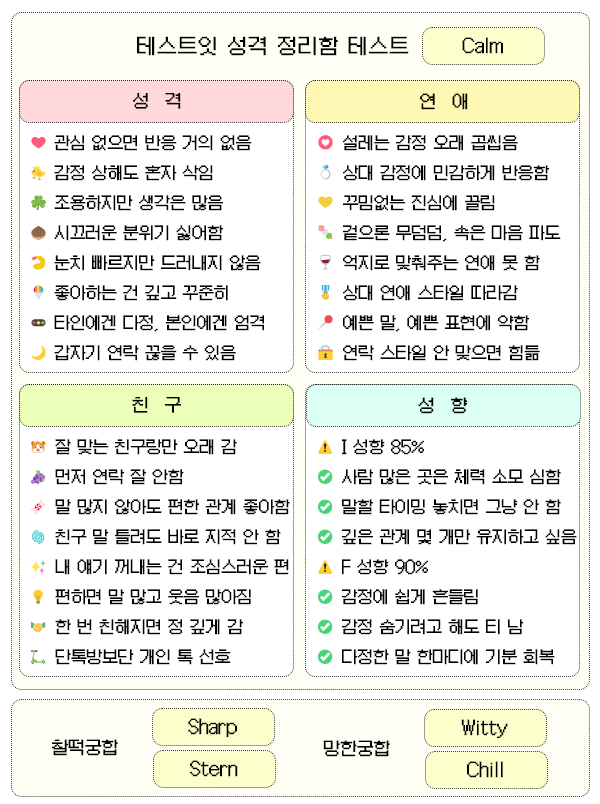 테스트잇 성격 정리함 테스트 Calm
성 격
관심 없으면 반응 거의 없음
감정 상해도 혼자 삭임
조용하지만 생각은 많음
시끄러운 분위기 싫어함
눈치 빠르지만 드러내지 않음
좋아하는 건 깊고 꾸준히
타인에겐 다정, 본인에겐 엄격
갑자기 연락 끊을 수 있음
연 애
설레는 감정 오래 곱씹음
상대 감정에 민감하게 반응함
꾸밈없는 진심에 끌림
겉으론 무덤덤, 속은 마음 파도
억지로 맞춰주는 연애 못 함
상대 연애 스타일 따라감
예쁜 말, 예쁜 표현에 약함
연락 스타일 안 맞으면 힘듦
친 구
잘 맞는 친구랑만 오래 감
먼저 연락 잘 안함
말 많지 않아도 편한 관계 좋아함
친구 말 틀려도 바로 지적 안 함
내 얘기 꺼내는 건 조심스러운 편
편하면 말 많고 웃음 많아짐
한 번 친해지면 정 깊게 감
단톡방보단 개인 톡 선호
성 향
I 성향 85%
사람 많은 곳은 체력 소모 심함
말할 타이밍 놓치면 그냥 안 함
깊은 관계 몇 개만 유지하고 싶음
F 성향 90%
감정에 쉽게 흔들림
감정 숨기려고 해도 티 남
다정한 말 한마디에 기분 회복
찰떡궁합
Sharp
Stern
망한궁합
Witty
Chill